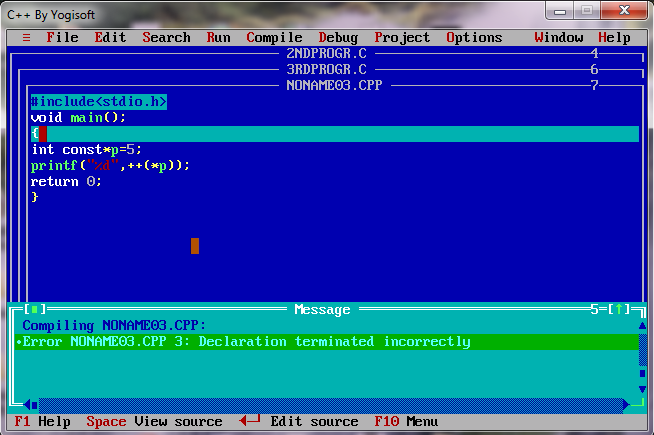 C++ By Yogisoft
≡ File Edit Search Run Compile Debug Project Options Window Help
2NDPROGR.C 4
3RDPROGR.C 6
NONAME03.CPP 7
#include<stdio.h>
void main();
{
int const*p=5;
printf("%d",++(*p));
return 0;
}
[■] Message 5=[↑]
Compiling NONAME03.CPP:
•Error NONAME03.CPP 3: Declaration terminated incorrectly
F1 Help Space View source ◄─┘ Edit source F10 Menu